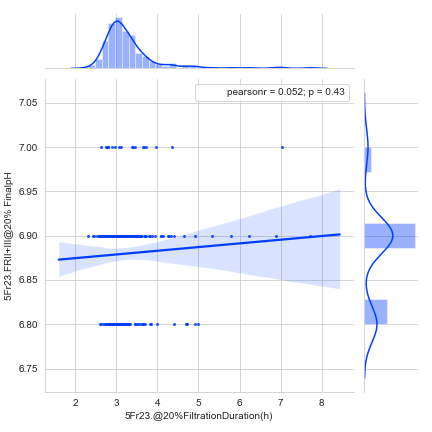 pearsonr = 0.052; p = 0.43
7.05
7.00
6.95
6.90
6.85
6.80
6.75
5Fr23.FRII+III@20% FinalpH
2 3 4 5 6 7 8
5Fr23.@20%FiltrationDuration(h)